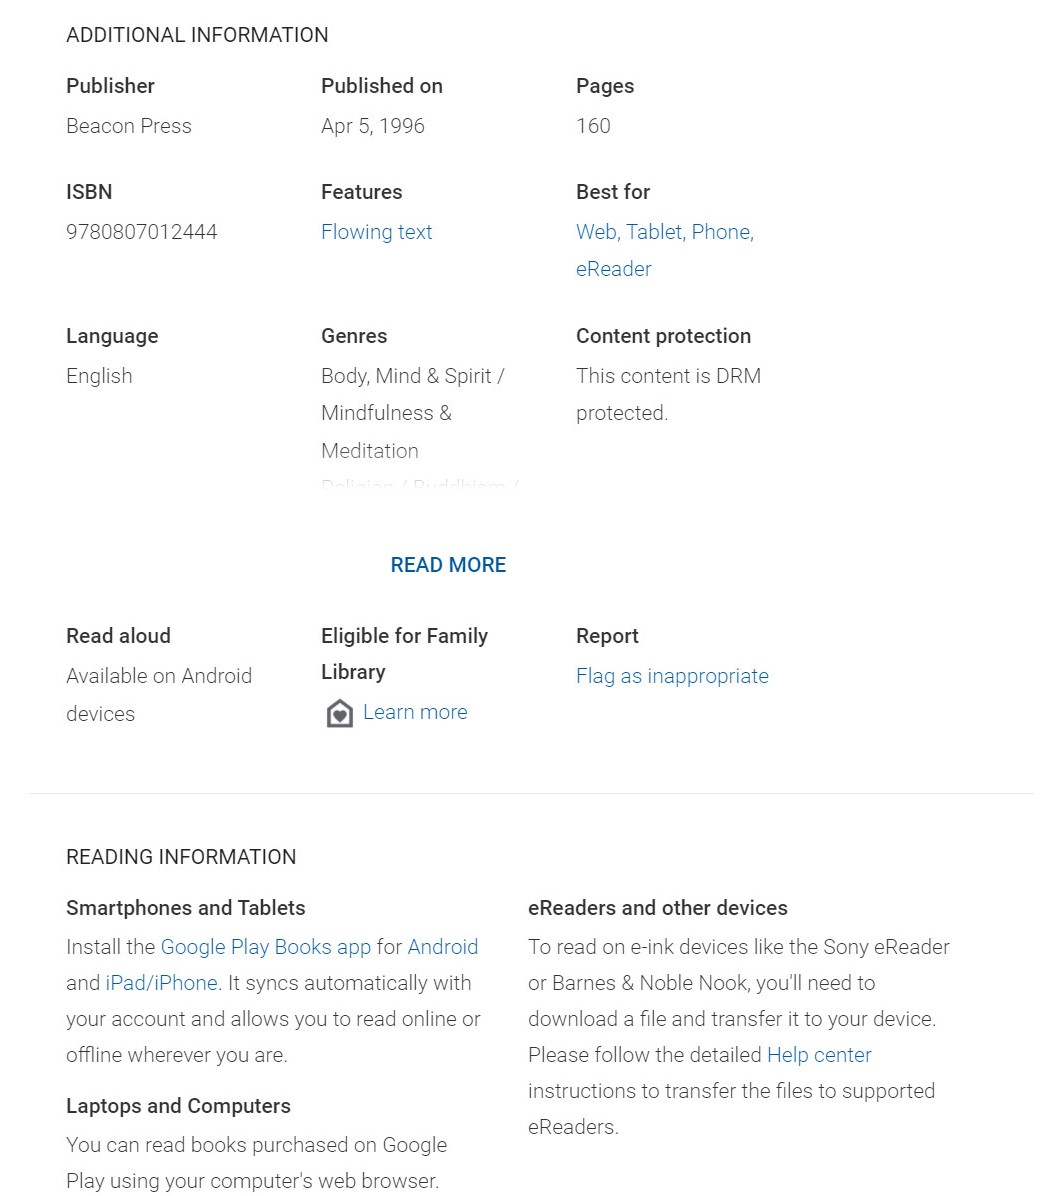 ADDITIONAL INFORMATION
Publisher
Beacon Press
Published on
Apr 5, 1996
Pages
160
ISBN
9780807012444
Features
Flowing text
Best for
Web, Tablet, Phone,
eReader
Language
English
Genres
Body, Mind & Spirit /
Mindfulness &
Meditation
Religion / Buddhism /
Content protection
This content is DRM
protected.
READ MORE
Read aloud
Available on Android
devices
Eligible for Family
Library
Learn more
Report
Flag as inappropriate
READING INFORMATION
Smartphones and Tablets
Install the Google Play Books app for Android
and iPad/iPhone. It syncs automatically with
your account and allows you to read online or
offline wherever you are.
Laptops and Computers
You can read books purchased on Google
Play using your computer's web browser.
eReaders and other devices
To read on e-ink devices like the Sony eReader
or Barnes & Noble Nook, you'll need to
download a file and transfer it to your device.
Please follow the detailed Help center
instructions to transfer the files to supported
eReaders.